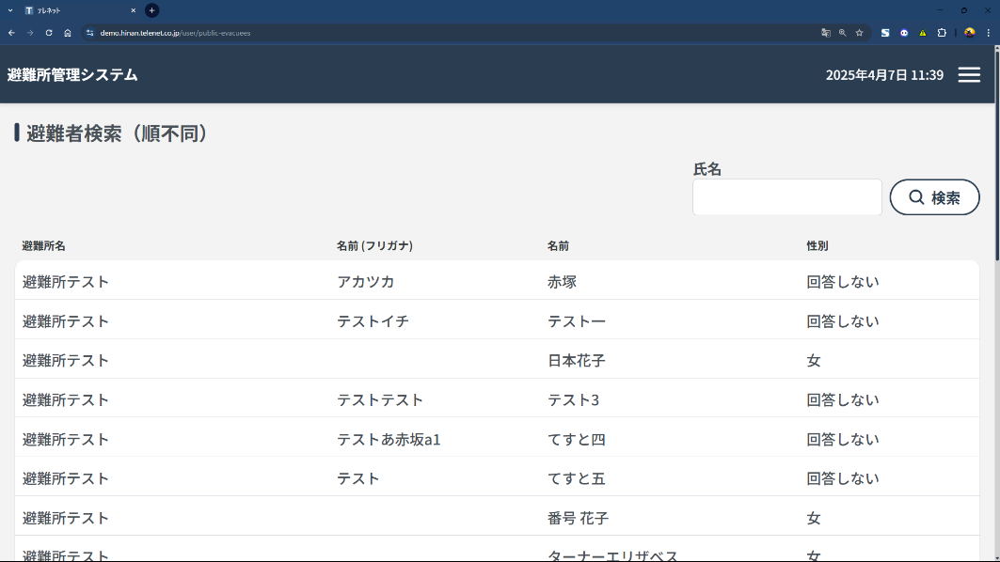 テレネット
demo.hinan.telenet.co.jp/user/public-evacuees
避難所管理システム 2025年4月7日 11:39
避難者検索（順不同）
氏名
検索
避難所名 名前 (フリガナ) 名前 性別
避難所テスト アカツカ 赤塚 回答しない
避難所テスト テストイチ テスト一 回答しない
避難所テスト 日本花子 女
避難所テスト テストテスト テスト3 回答しない
避難所テスト テストあ赤坂a1 てすと四 回答しない
避難所テスト テスト てすと五 回答しない
避難所テスト 番号 花子 女
避難所テスト ターナーエリザベス 女